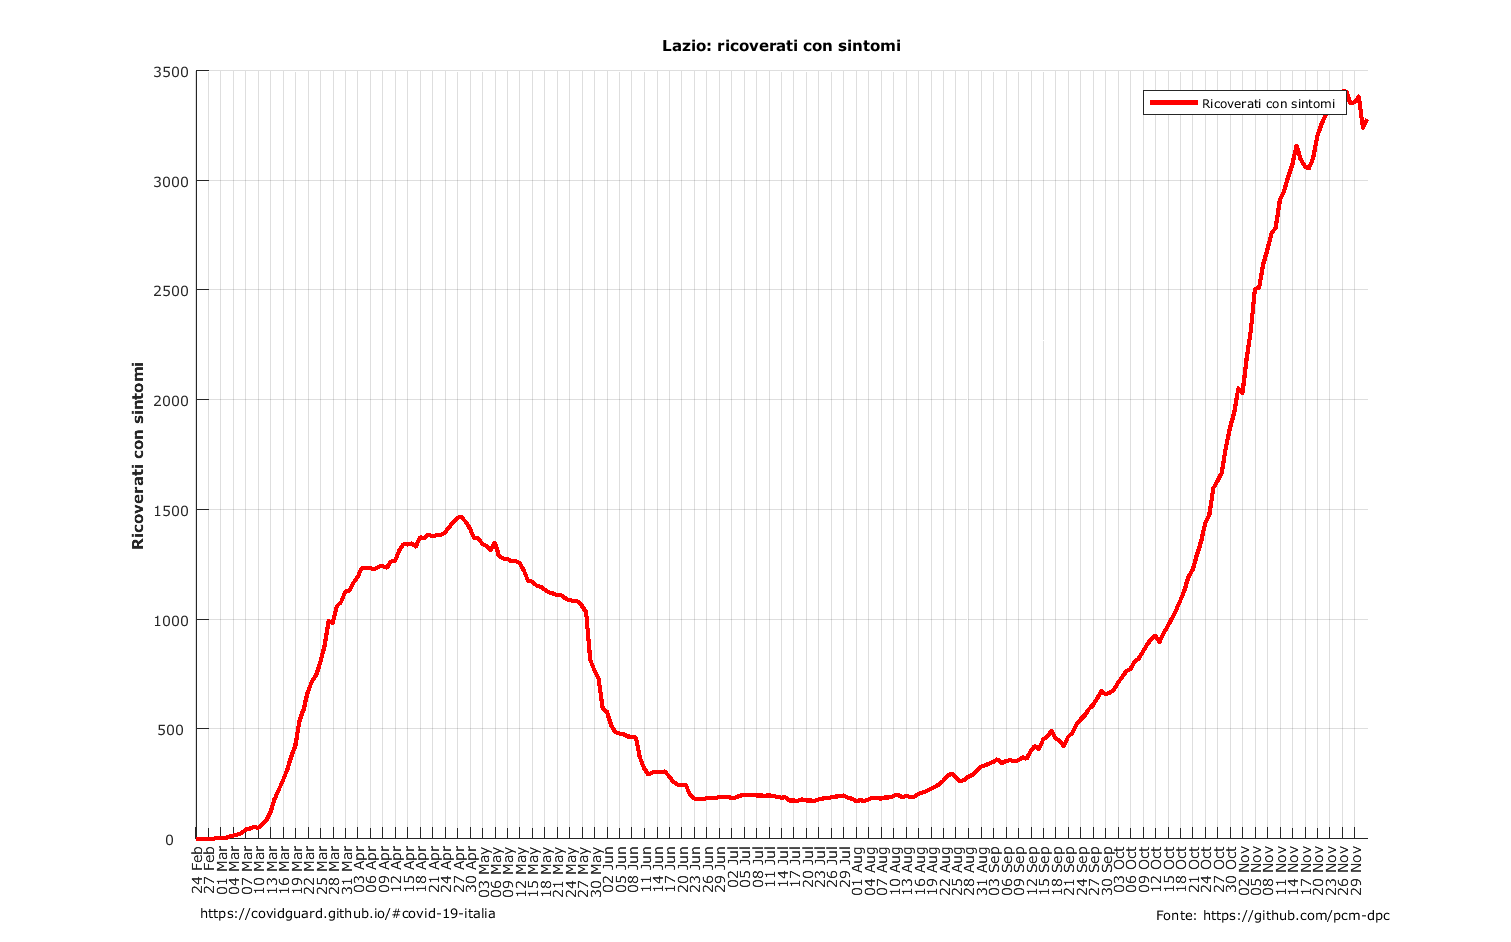 Lazio: ricoverati con sintomi
Ricoverati con sintomi
Ricoverati con sintomi
3500
3000
2500
2000
1500
1000
500
0
24 Feb
27 Feb
01 Mar
04 Mar
07 Mar
10 Mar
13 Mar
16 Mar
19 Mar
22 Mar
25 Mar
28 Mar
31 Mar
03 Apr
06 Apr
09 Apr
12 Apr
15 Apr
18 Apr
21 Apr
24 Apr
27 Apr
30 Apr
03 May
06 May
09 May
12 May
15 May
18 May
21 May
24 May
27 May
30 May
02 Jun
05 Jun
08 Jun
11 Jun
14 Jun
17 Jun
20 Jun
23 Jun
26 Jun
29 Jun
02 Jul
05 Jul
08 Jul
11 Jul
14 Jul
17 Jul
20 Jul
23 Jul
26 Jul
29 Jul
01 Aug
04 Aug
07 Aug
10 Aug
13 Aug
16 Aug
19 Aug
22 Aug
25 Aug
28 Aug
31 Aug
03 Sep
06 Sep
09 Sep
12 Sep
15 Sep
18 Sep
21 Sep
24 Sep
27 Sep
30 Sep
03 Oct
06 Oct
09 Oct
12 Oct
15 Oct
18 Oct
21 Oct
24 Oct
27 Oct
30 Oct
02 Nov
05 Nov
08 Nov
11 Nov
14 Nov
17 Nov
20 Nov
23 Nov
26 Nov
29 Nov
https://covidguard.github.io/#covid-19-italia
Fonte: https://github.com/pcm-dpc